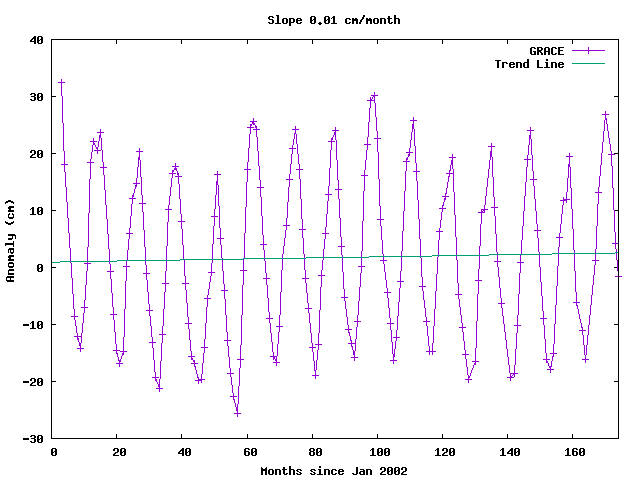 Slope 0.01 cm/month
GRACE
Trend Line
40
30
20
10
0
-10
-20
-30
Anomaly (cm)
0 20 40 60 80 100 120 140 160
Months since Jan 2002